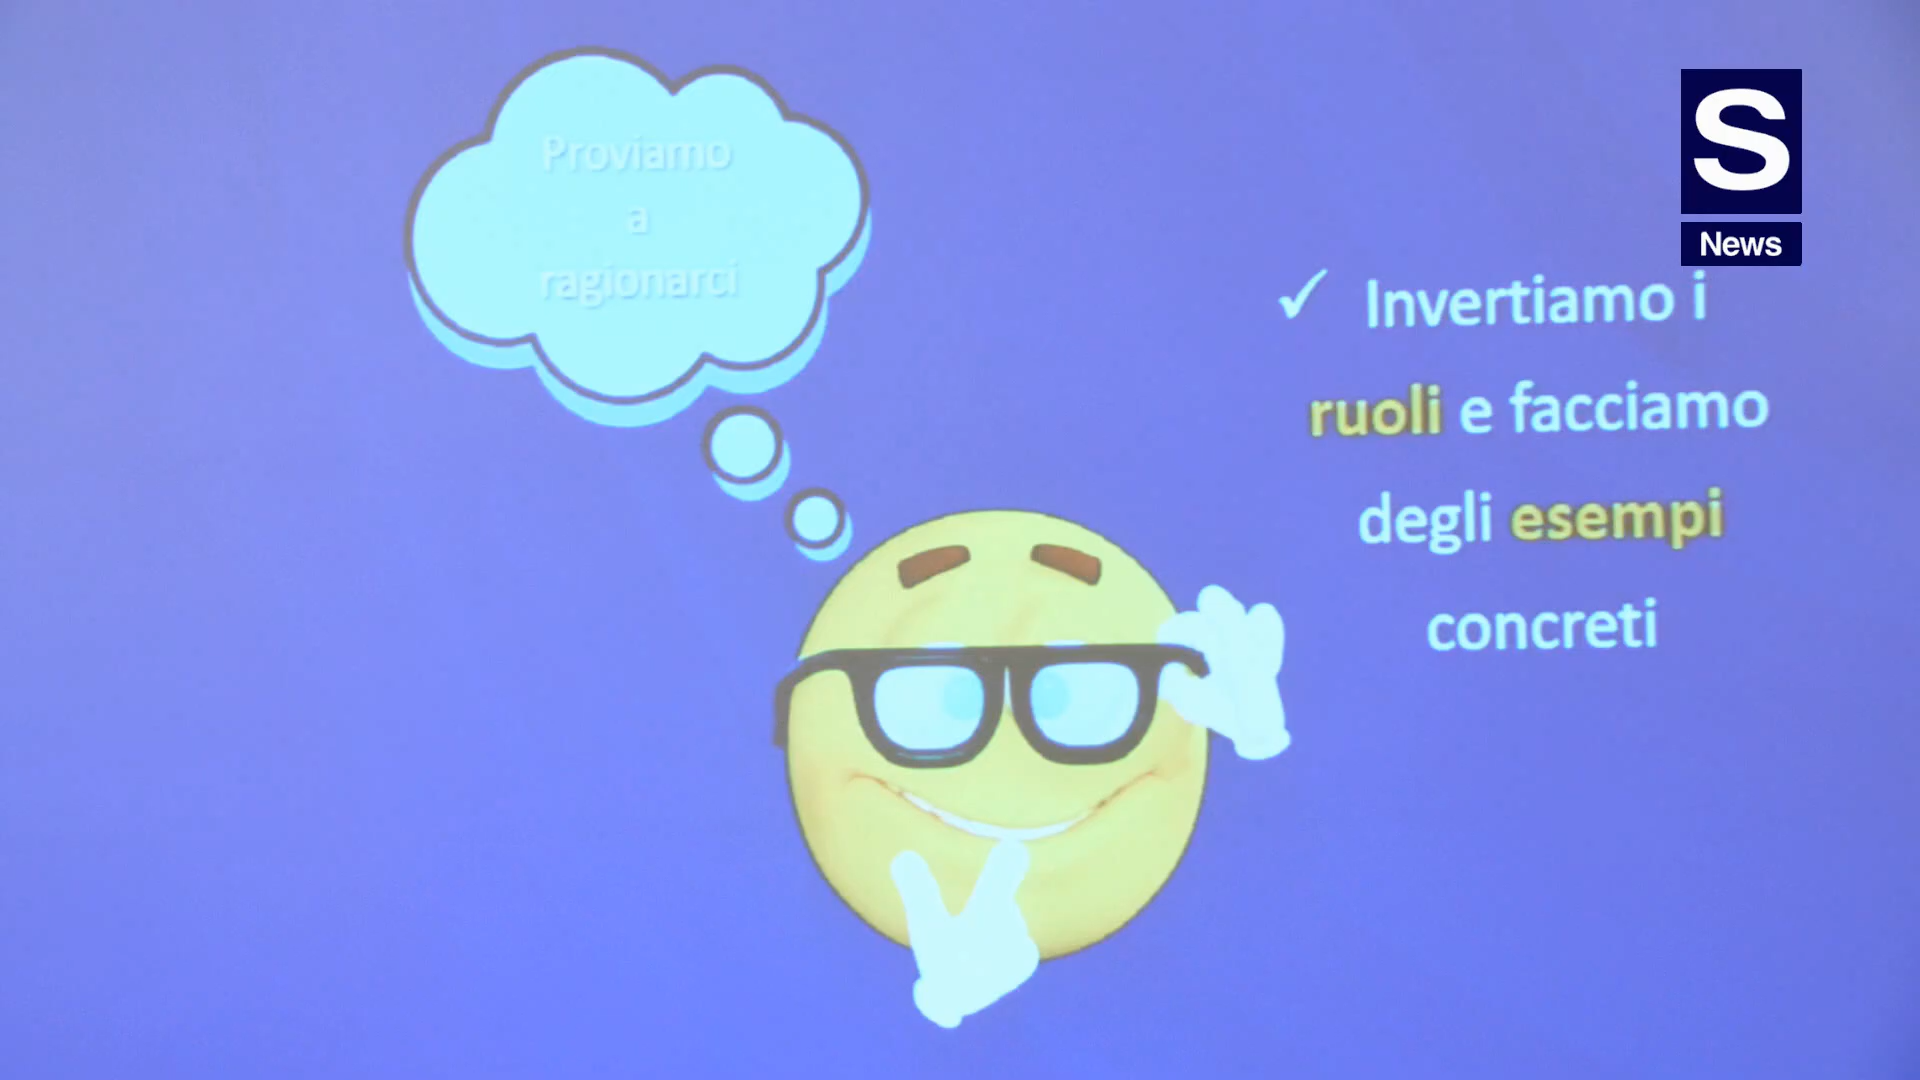 Proviamo
a
ragionarci
S
News
✓ Invertiamo i
ruoli e facciamo
degli esempi
concreti